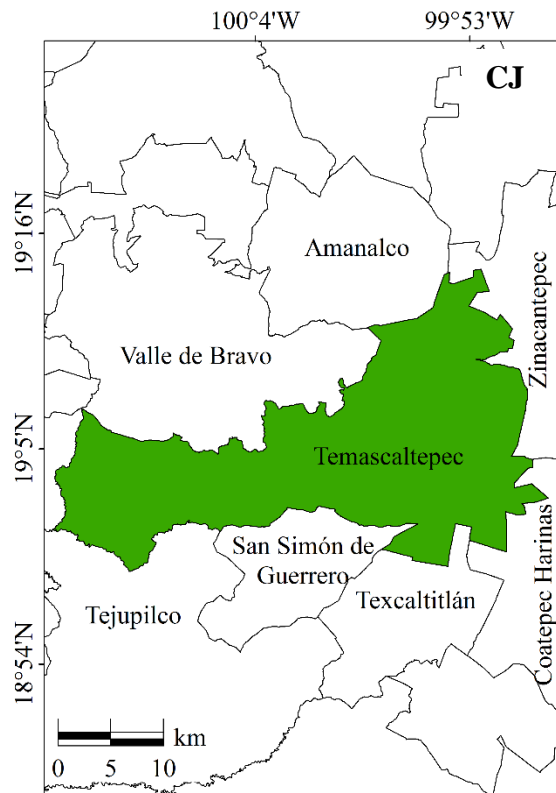 100°4'W
99°53'W
CJ
19°16'N
Amanalco
Zinacantepec
Valle de Bravo
19°5'N
Temascaltepec
San Simón de
Guerrero
Coatepec Harinas
Tejupilco
Texcaltitlán
18°54'N
km
0 5 10